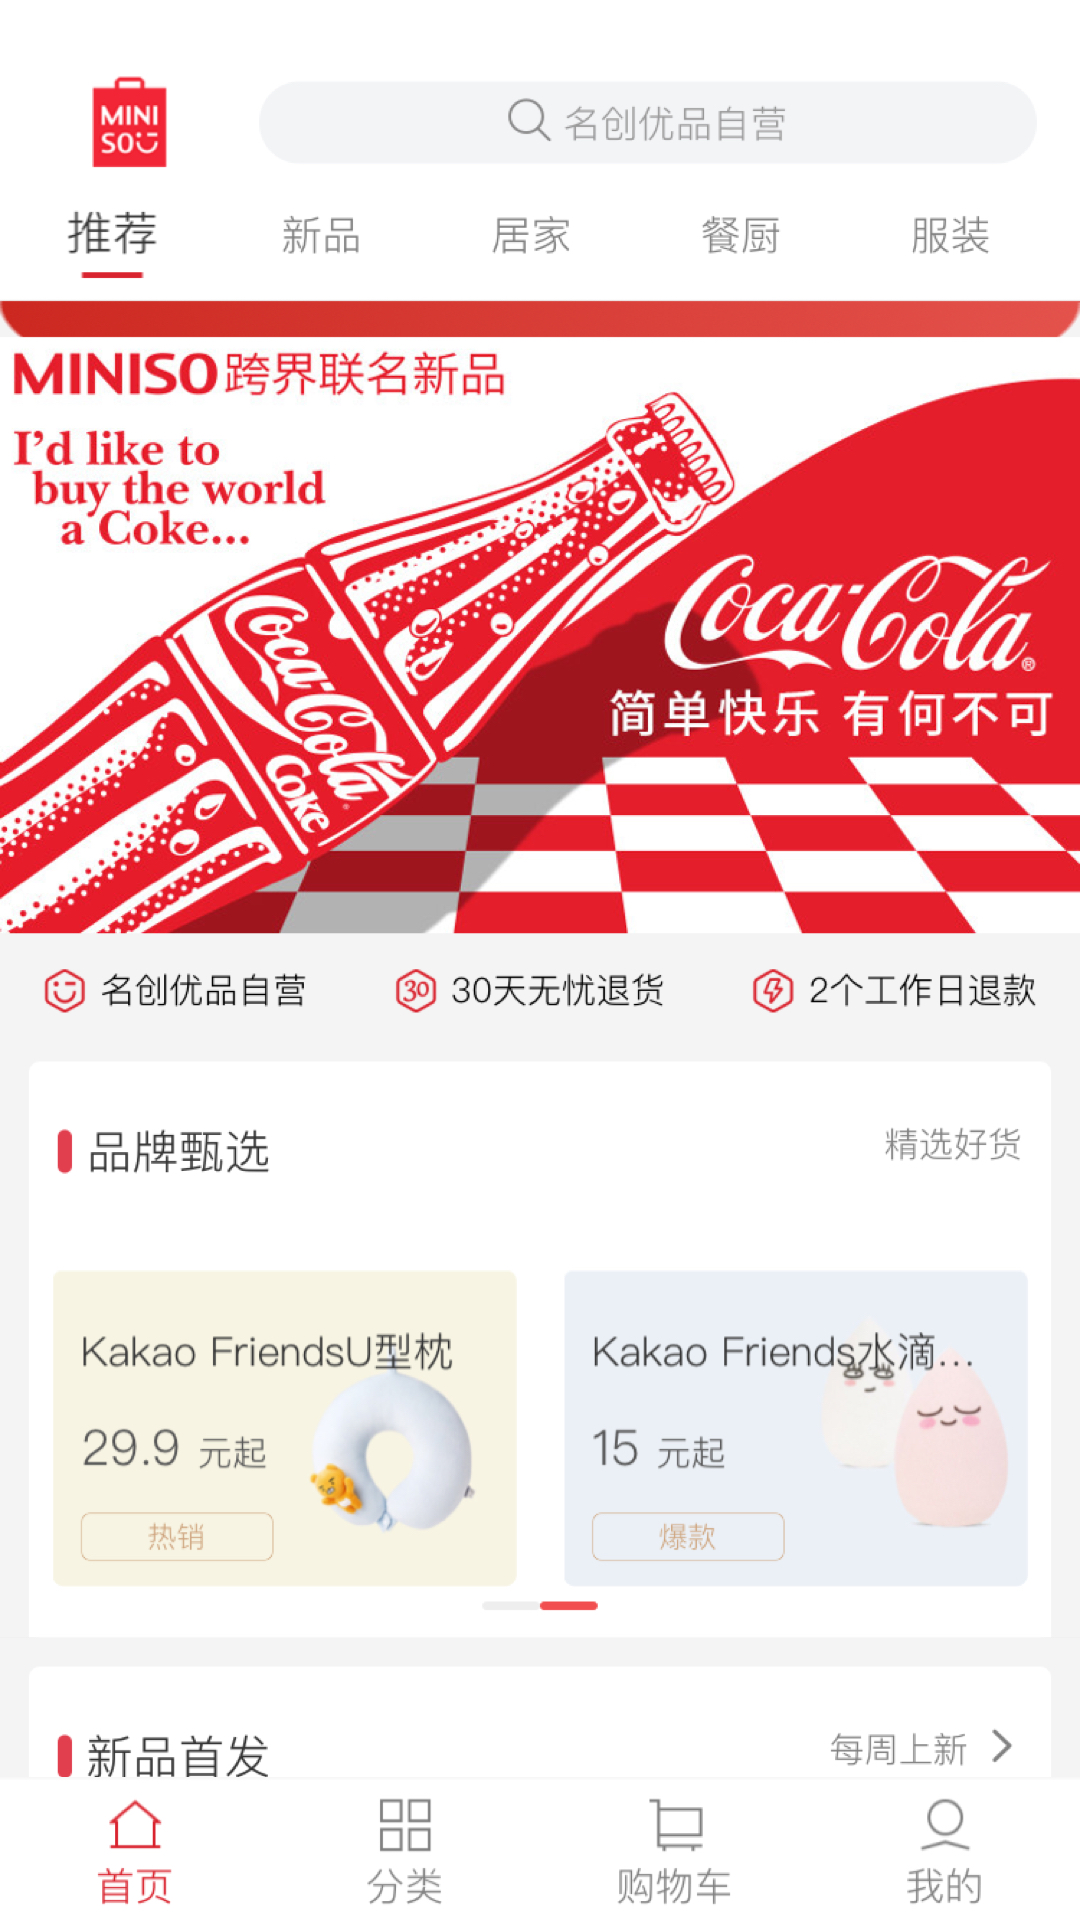 MINI
SO
名创优品自营
推荐 新品 居家 餐厨 服装
MINISO跨界联名新品
I'd like to
buy the world
a Coke...
Coca-Cola
Coke
Coca-Cola®
简单快乐 有何不可
名创优品自营 30 30天无忧退货 2个工作日退款
品牌甄选 精选好货
Kakao FriendsU型枕
29.9 元起
热销
Kakao Friends水滴...
15 元起
爆款
新品首发 每周上新
首页 分类 购物车 我的